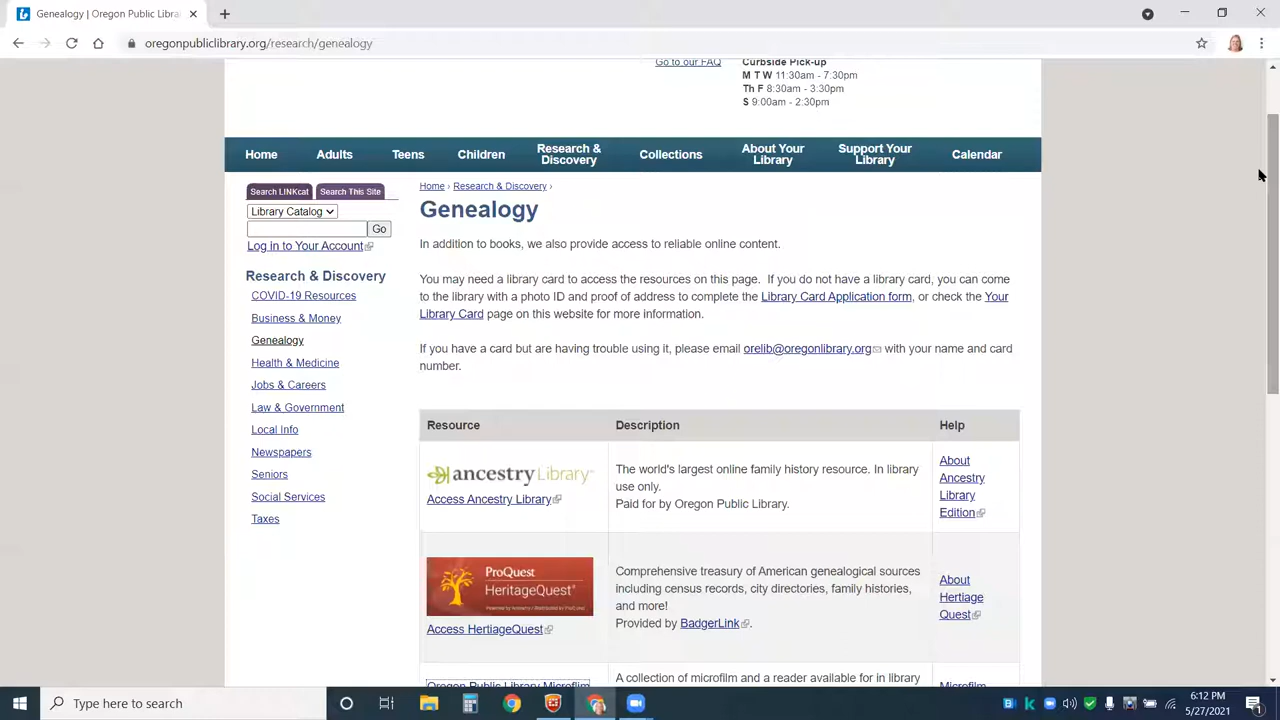 Genealogy | Oregon Public Libra
oregonpubliclibrary.org/research/genealogy
Go to our FAQ
Curbside Pick-up
M T W 11:30am - 7:30pm
Th F 8:30am - 3:30pm
S 9:00am - 2:30pm
Home Adults Teens Children Research & Discovery Collections About Your Library Support Your Library Calendar
Search LINKcat Search This Site
Library Catalog
Go
Log in to Your Account
Research & Discovery
COVID-19 Resources
Business & Money
Genealogy
Health & Medicine
Jobs & Careers
Law & Government
Local Info
Newspapers
Seniors
Social Services
Taxes
Home › Research & Discovery ›
Genealogy
In addition to books, we also provide access to reliable online content.
You may need a library card to access the resources on this page. If you do not have a library card, you can come
to the library with a photo ID and proof of address to complete the Library Card Application form, or check the Your
Library Card page on this website for more information.
If you have a card but are having trouble using it, please email orelib@oregonlibrary.org with your name and card
number.
Resource Description Help
ancestryLibrary
Access Ancestry Library
The world's largest online family history resource. In library
use only.
Paid for by Oregon Public Library.
About
Ancestry
Library
Edition
ProQuest
HeritageQuest
Access HertiageQuest
Comprehensive treasury of American genealogical sources
including census records, city directories, family histories,
and more!
Provided by BadgerLink.
About
Hertiage
Quest
Oregon Public Library Microfilm
A collection of microfilm and a reader available for in library
Microfilm
Type here to search
6:12 PM
5/27/2021